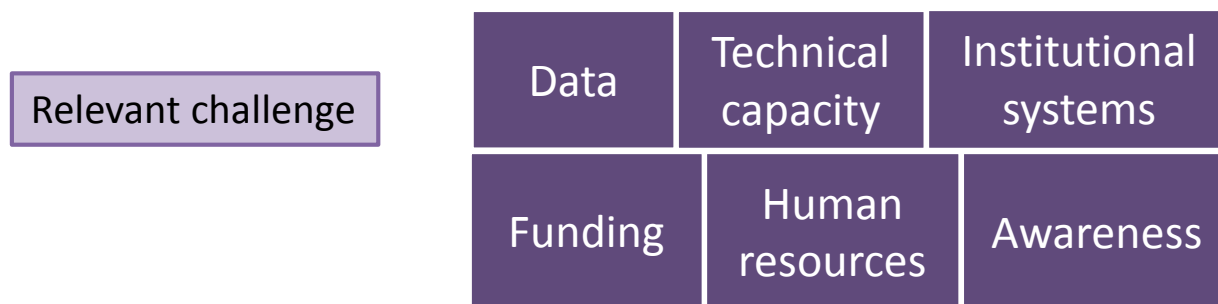 Relevant challenge
Data
Technical
capacity
Institutional
systems
Funding
Human
resources
Awareness